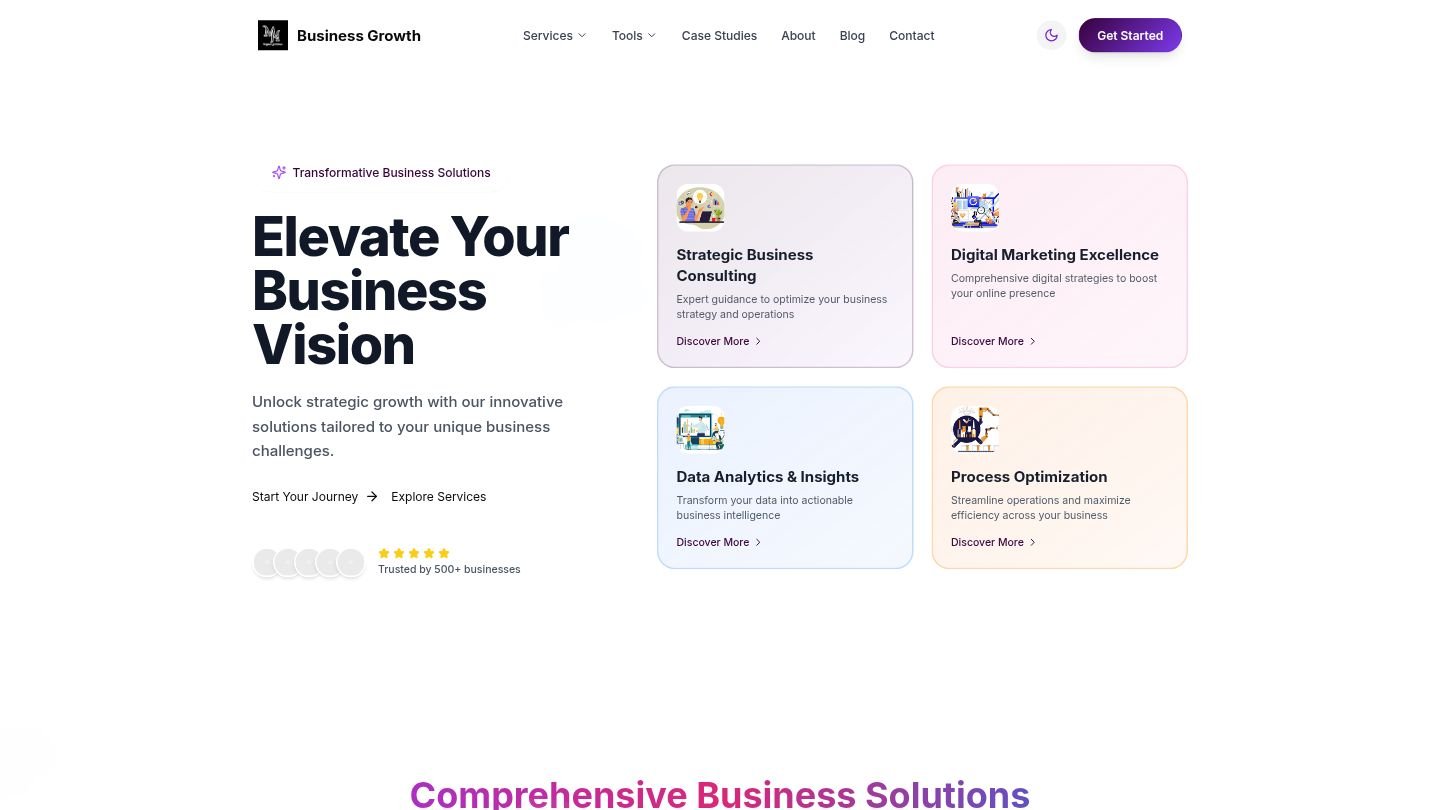 Business Growth
Services
Tools
Case Studies
About
Blog
Contact
Get Started
Transformative Business Solutions
Elevate Your
Business
Vision
Unlock strategic growth with our innovative
solutions tailored to your unique business
challenges.
Start Your Journey
Explore Services
Trusted by 500+ businesses
Strategic Business
Consulting
Expert guidance to optimize your business
strategy and operations
Discover More
Digital Marketing Excellence
Comprehensive digital strategies to boost
your online presence
Discover More
Data Analytics & Insights
Transform your data into actionable
business intelligence
Discover More
Process Optimization
Streamline operations and maximize
efficiency across your business
Discover More
Comprehensive Business Solutions